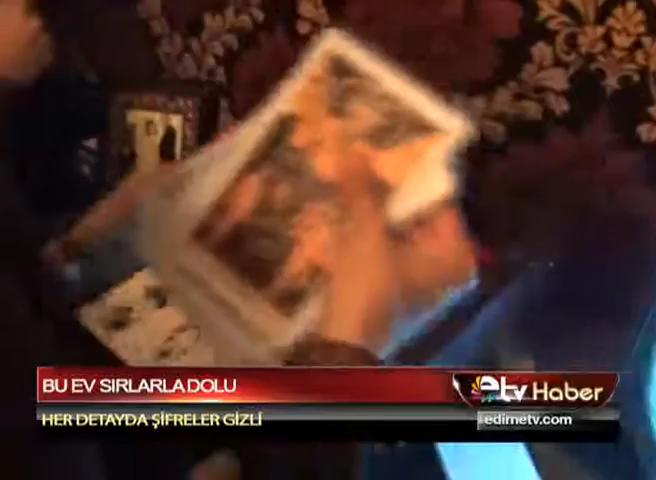 BU EV SIRLARLA DOLU
HER DETAYDA ŞİFRELER GİZLİ
etv Haber
edirnetv.com